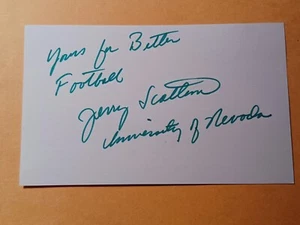 Yours for Better
Football
Jerry Scattini
University of Nevada